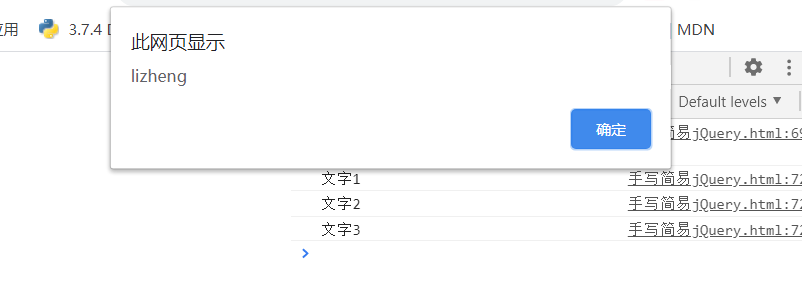 应用 3.7.4 D MDN
此网页显示
lizheng
确定
Default levels ▼
手写简易jQuery.html:69
文字1 手写简易jQuery.html:72
文字2 手写简易jQuery.html:72
文字3 手写简易jQuery.html:72